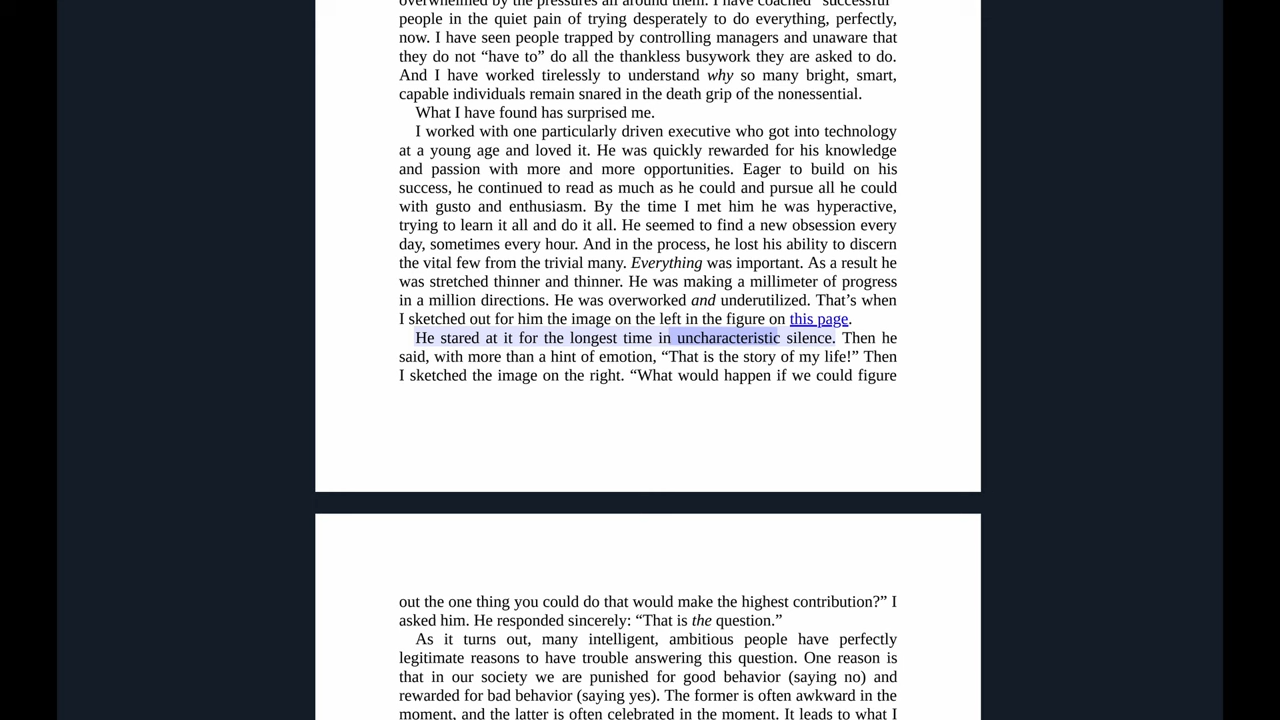 overwhelmed by the pressures all around them. I have coached “successful”
people in the quiet pain of trying desperately to do everything, perfectly,
now. I have seen people trapped by controlling managers and unaware that
they do not “have to” do all the thankless busywork they are asked to do.
And I have worked tirelessly to understand why so many bright, smart,
capable individuals remain snared in the death grip of the nonessential.
What I have found has surprised me.
I worked with one particularly driven executive who got into technology
at a young age and loved it. He was quickly rewarded for his knowledge
and passion with more and more opportunities. Eager to build on his
success, he continued to read as much as he could and pursue all he could
with gusto and enthusiasm. By the time I met him he was hyperactive,
trying to learn it all and do it all. He seemed to find a new obsession every
day, sometimes every hour. And in the process, he lost his ability to discern
the vital few from the trivial many. Everything was important. As a result he
was stretched thinner and thinner. He was making a millimeter of progress
in a million directions. He was overworked and underutilized. That’s when
I sketched out for him the image on the left in the figure on this page.
He stared at it for the longest time in uncharacteristic silence. Then he
said, with more than a hint of emotion, “That is the story of my life!” Then
I sketched the image on the right. “What would happen if we could figure
out the one thing you could do that would make the highest contribution?” I
asked him. He responded sincerely: “That is the question.”
As it turns out, many intelligent, ambitious people have perfectly
legitimate reasons to have trouble answering this question. One reason is
that in our society we are punished for good behavior (saying no) and
rewarded for bad behavior (saying yes). The former is often awkward in the
moment, and the latter is often celebrated in the moment. It leads to what I